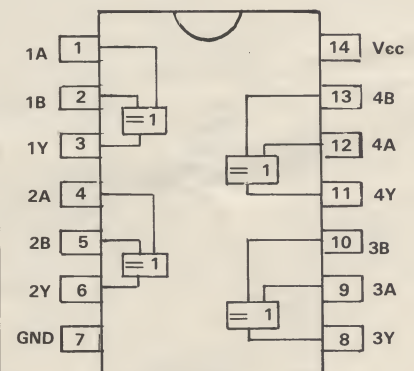 1A 1
1B 2
= 1
1Y 3
2A 4
2B 5
= 1
2Y 6
GND 7
14 Vcc
13 4B
12 4A
= 1
11 4Y
10 3B
9 3A
= 1
8 3Y